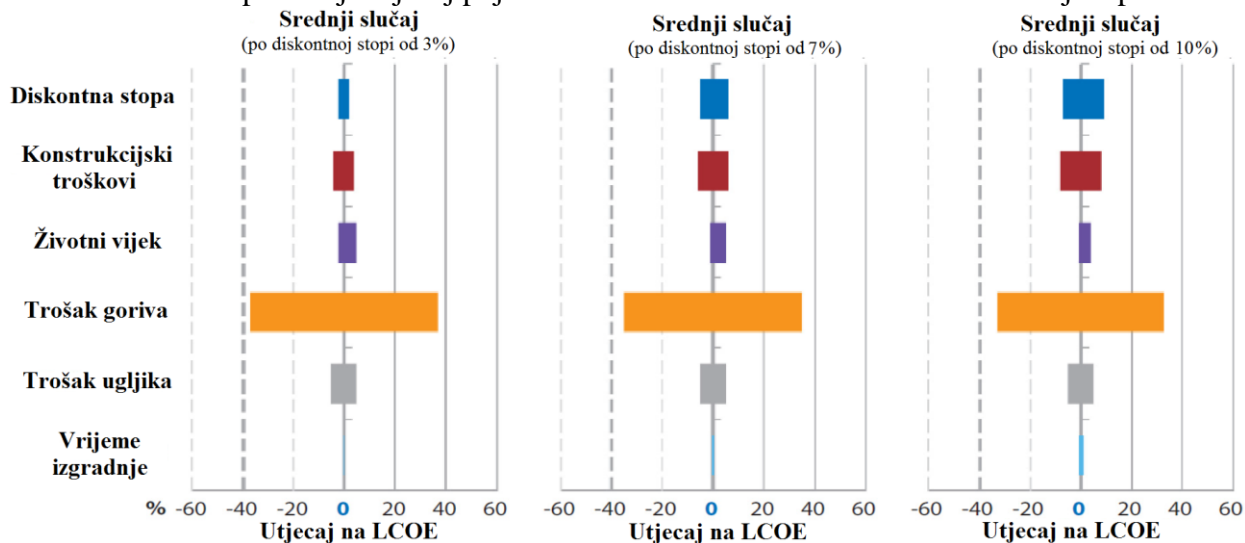 Srednji slučaj
(po diskontnoj stopi od 3%)
Srednji slučaj
(po diskontnoj stopi od 7%)
Srednji slučaj
(po diskontnoj stopi od 10%)
Diskontna stopa
Konstrukcijski
troškovi
Životni vijek
Trošak goriva
Trošak ugljika
Vrijeme
izgradnje
% -60 -40 -20 0 20 40 60
-60 -40 -20 0 20 40 60
-60 -40 -20 0 20 40 60
Utjecaj na LCOE
Utjecaj na LCOE
Utjecaj na LCOE